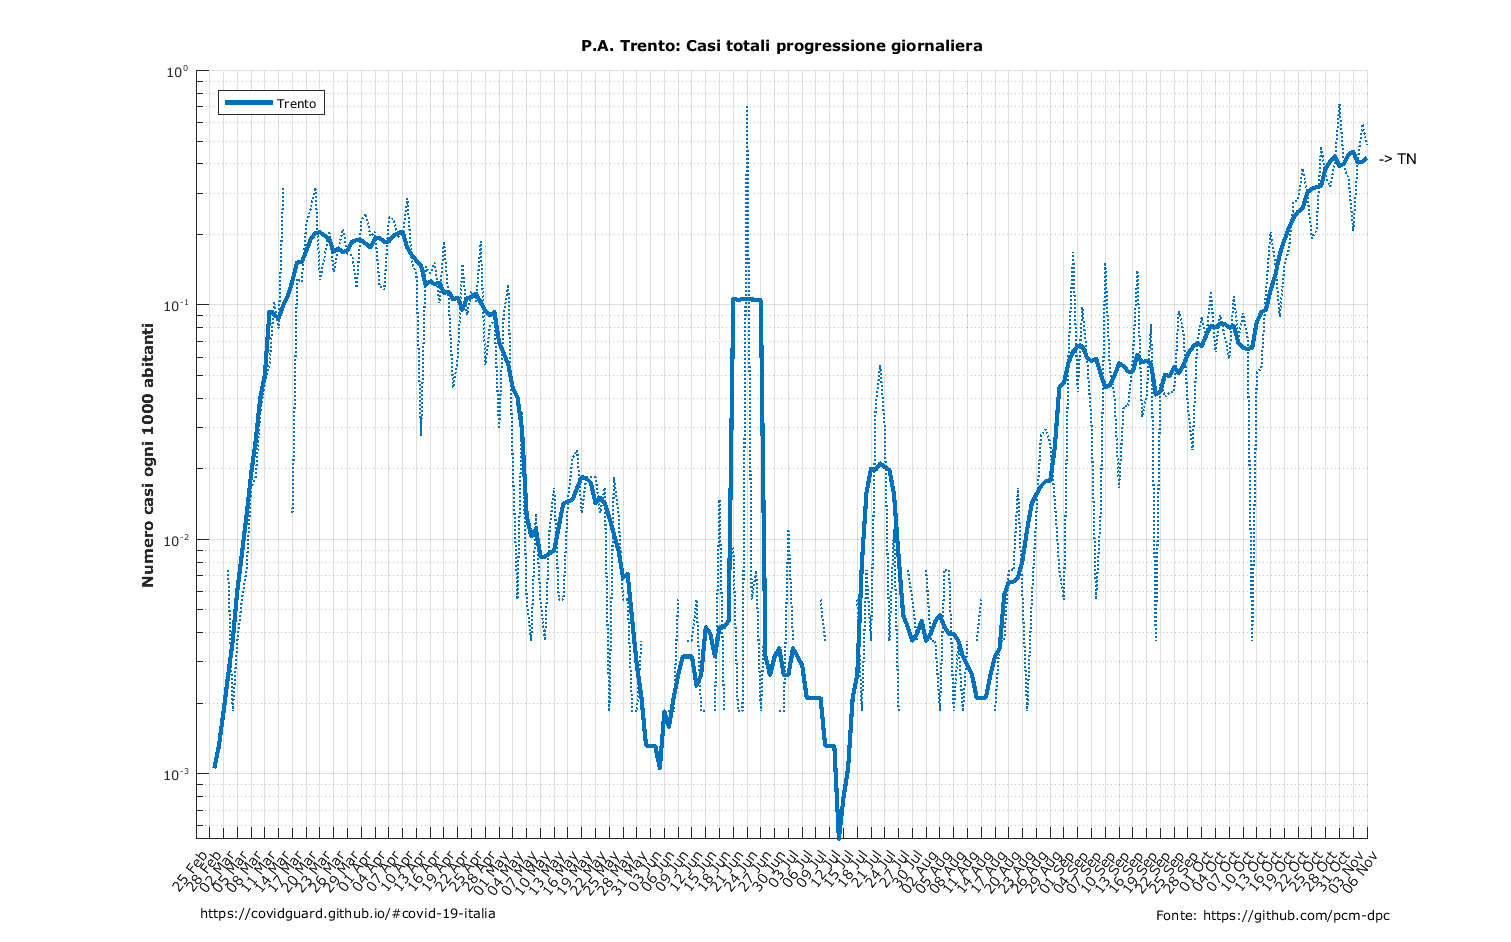 P.A. Trento: Casi totali progressione giornaliera
10⁰
10⁻¹
10⁻²
10⁻³
Numero casi ogni 1000 abitanti
Trento
-> TN
25 Feb
28 Feb
02 Mar
05 Mar
08 Mar
11 Mar
14 Mar
17 Mar
20 Mar
23 Mar
26 Mar
29 Mar
01 Apr
04 Apr
07 Apr
10 Apr
13 Apr
16 Apr
19 Apr
22 Apr
25 Apr
28 Apr
01 May
04 May
07 May
10 May
13 May
16 May
19 May
22 May
25 May
28 May
31 May
03 Jun
06 Jun
09 Jun
12 Jun
15 Jun
18 Jun
21 Jun
24 Jun
27 Jun
30 Jun
03 Jul
06 Jul
09 Jul
12 Jul
15 Jul
18 Jul
21 Jul
24 Jul
27 Jul
30 Jul
02 Aug
05 Aug
08 Aug
11 Aug
14 Aug
17 Aug
20 Aug
23 Aug
26 Aug
29 Aug
01 Sep
04 Sep
07 Sep
10 Sep
13 Sep
16 Sep
19 Sep
22 Sep
25 Sep
28 Sep
01 Oct
04 Oct
07 Oct
10 Oct
13 Oct
16 Oct
19 Oct
22 Oct
25 Oct
28 Oct
31 Oct
03 Nov
06 Nov
https://covidguard.github.io/#covid-19-italia
Fonte: https://github.com/pcm-dpc